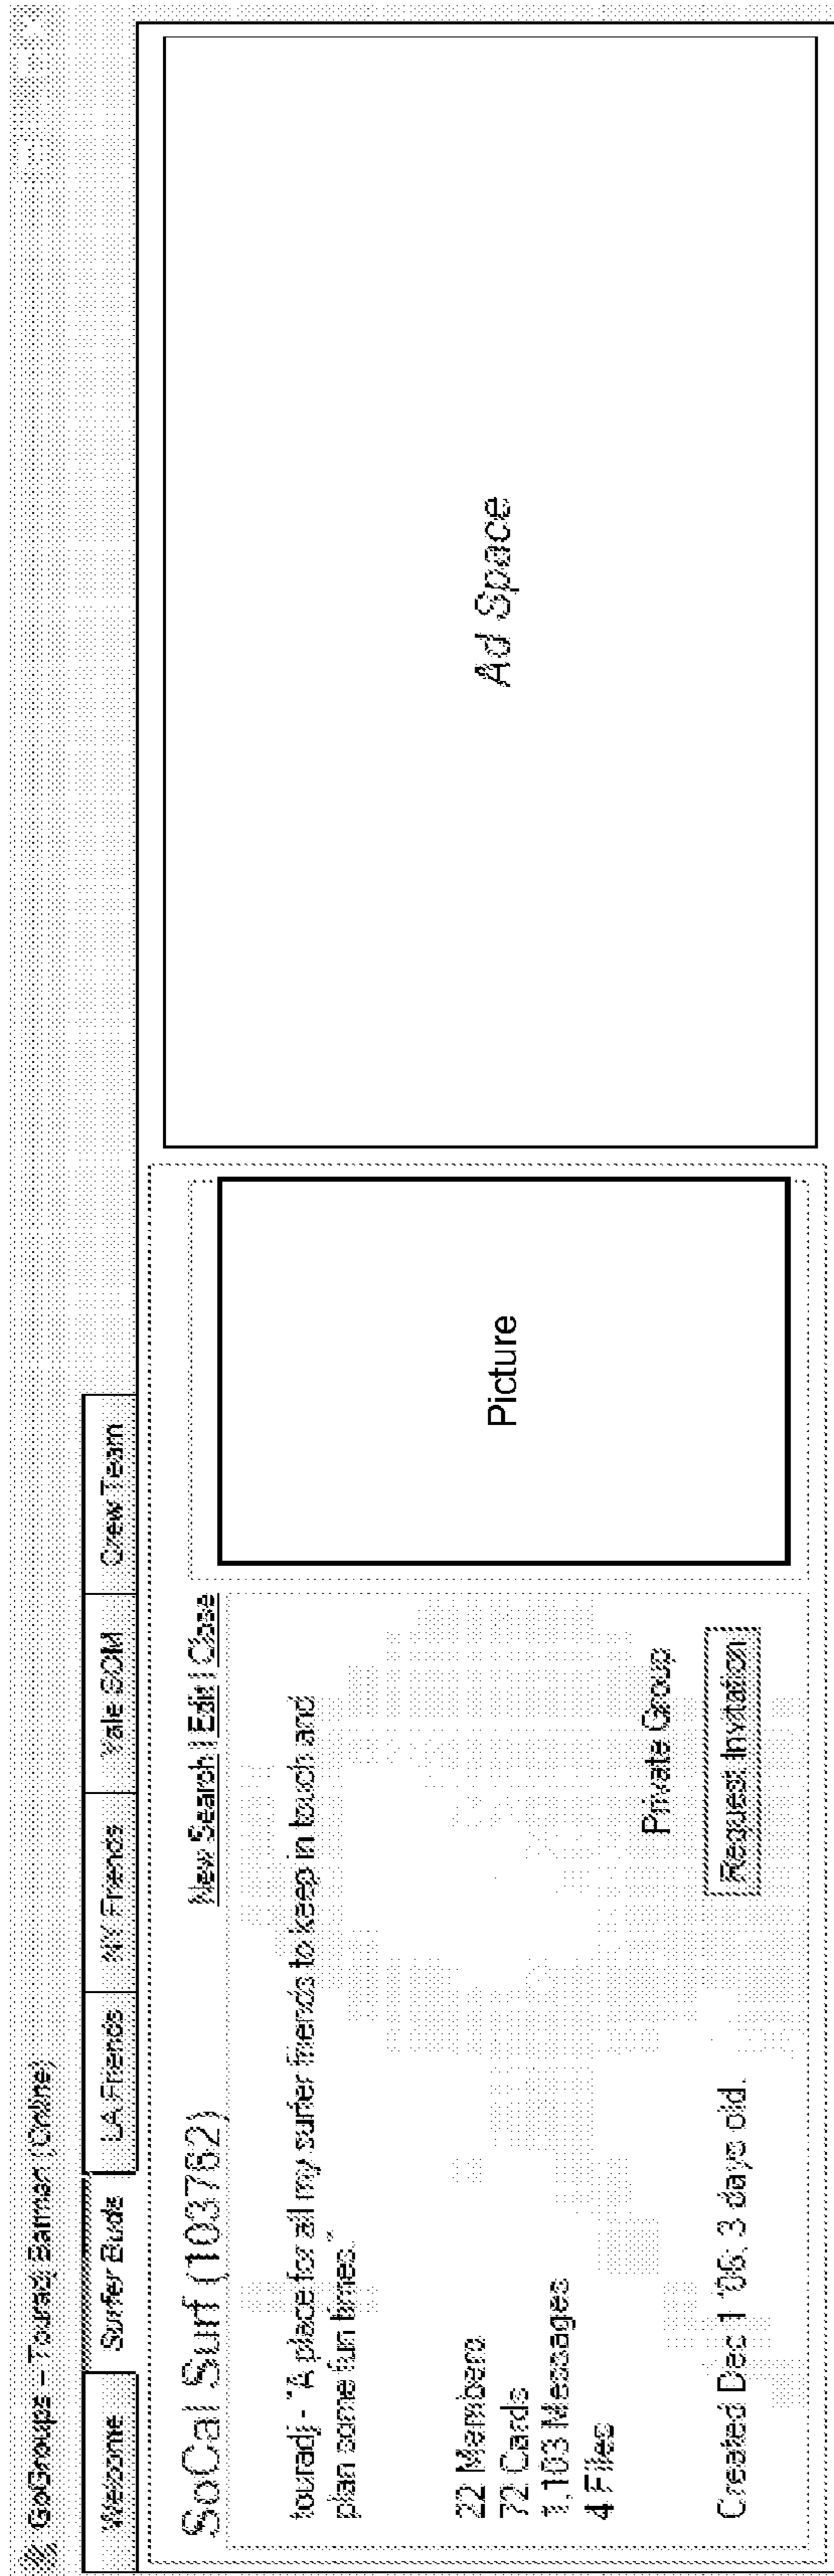 GoGroups – Touradj Barman (Online)
Welcome
Surfer Buds
LA Friends
NY Friends
Yale SOM
Crew Team
SoCal Surf (103782)
New Search | Edit | Close
touradj - "A place for all my surfer friends to keep in touch and
plan some fun times."
22 Members
72 Cards
1,103 Messages
4 Files
Private Group
Created Dec 1 '06; 3 days old.
Request Invitation
Picture
Ad Space